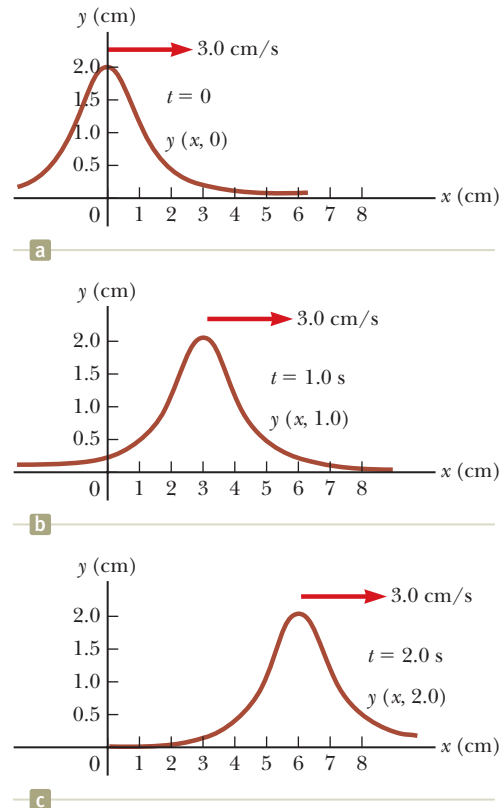 y (cm)
3.0 cm/s
2.0
t = 0
1.5
y (x, 0)
1.0
0.5
x (cm)
0 1 2 3 4 5 6 7 8
a
y (cm)
3.0 cm/s
2.0
1.5
t = 1.0 s
1.0
y (x, 1.0)
0.5
x (cm)
0 1 2 3 4 5 6 7 8
b
y (cm)
3.0 cm/s
2.0
1.5
t = 2.0 s
1.0
y (x, 2.0)
0.5
x (cm)
0 1 2 3 4 5 6 7 8
c